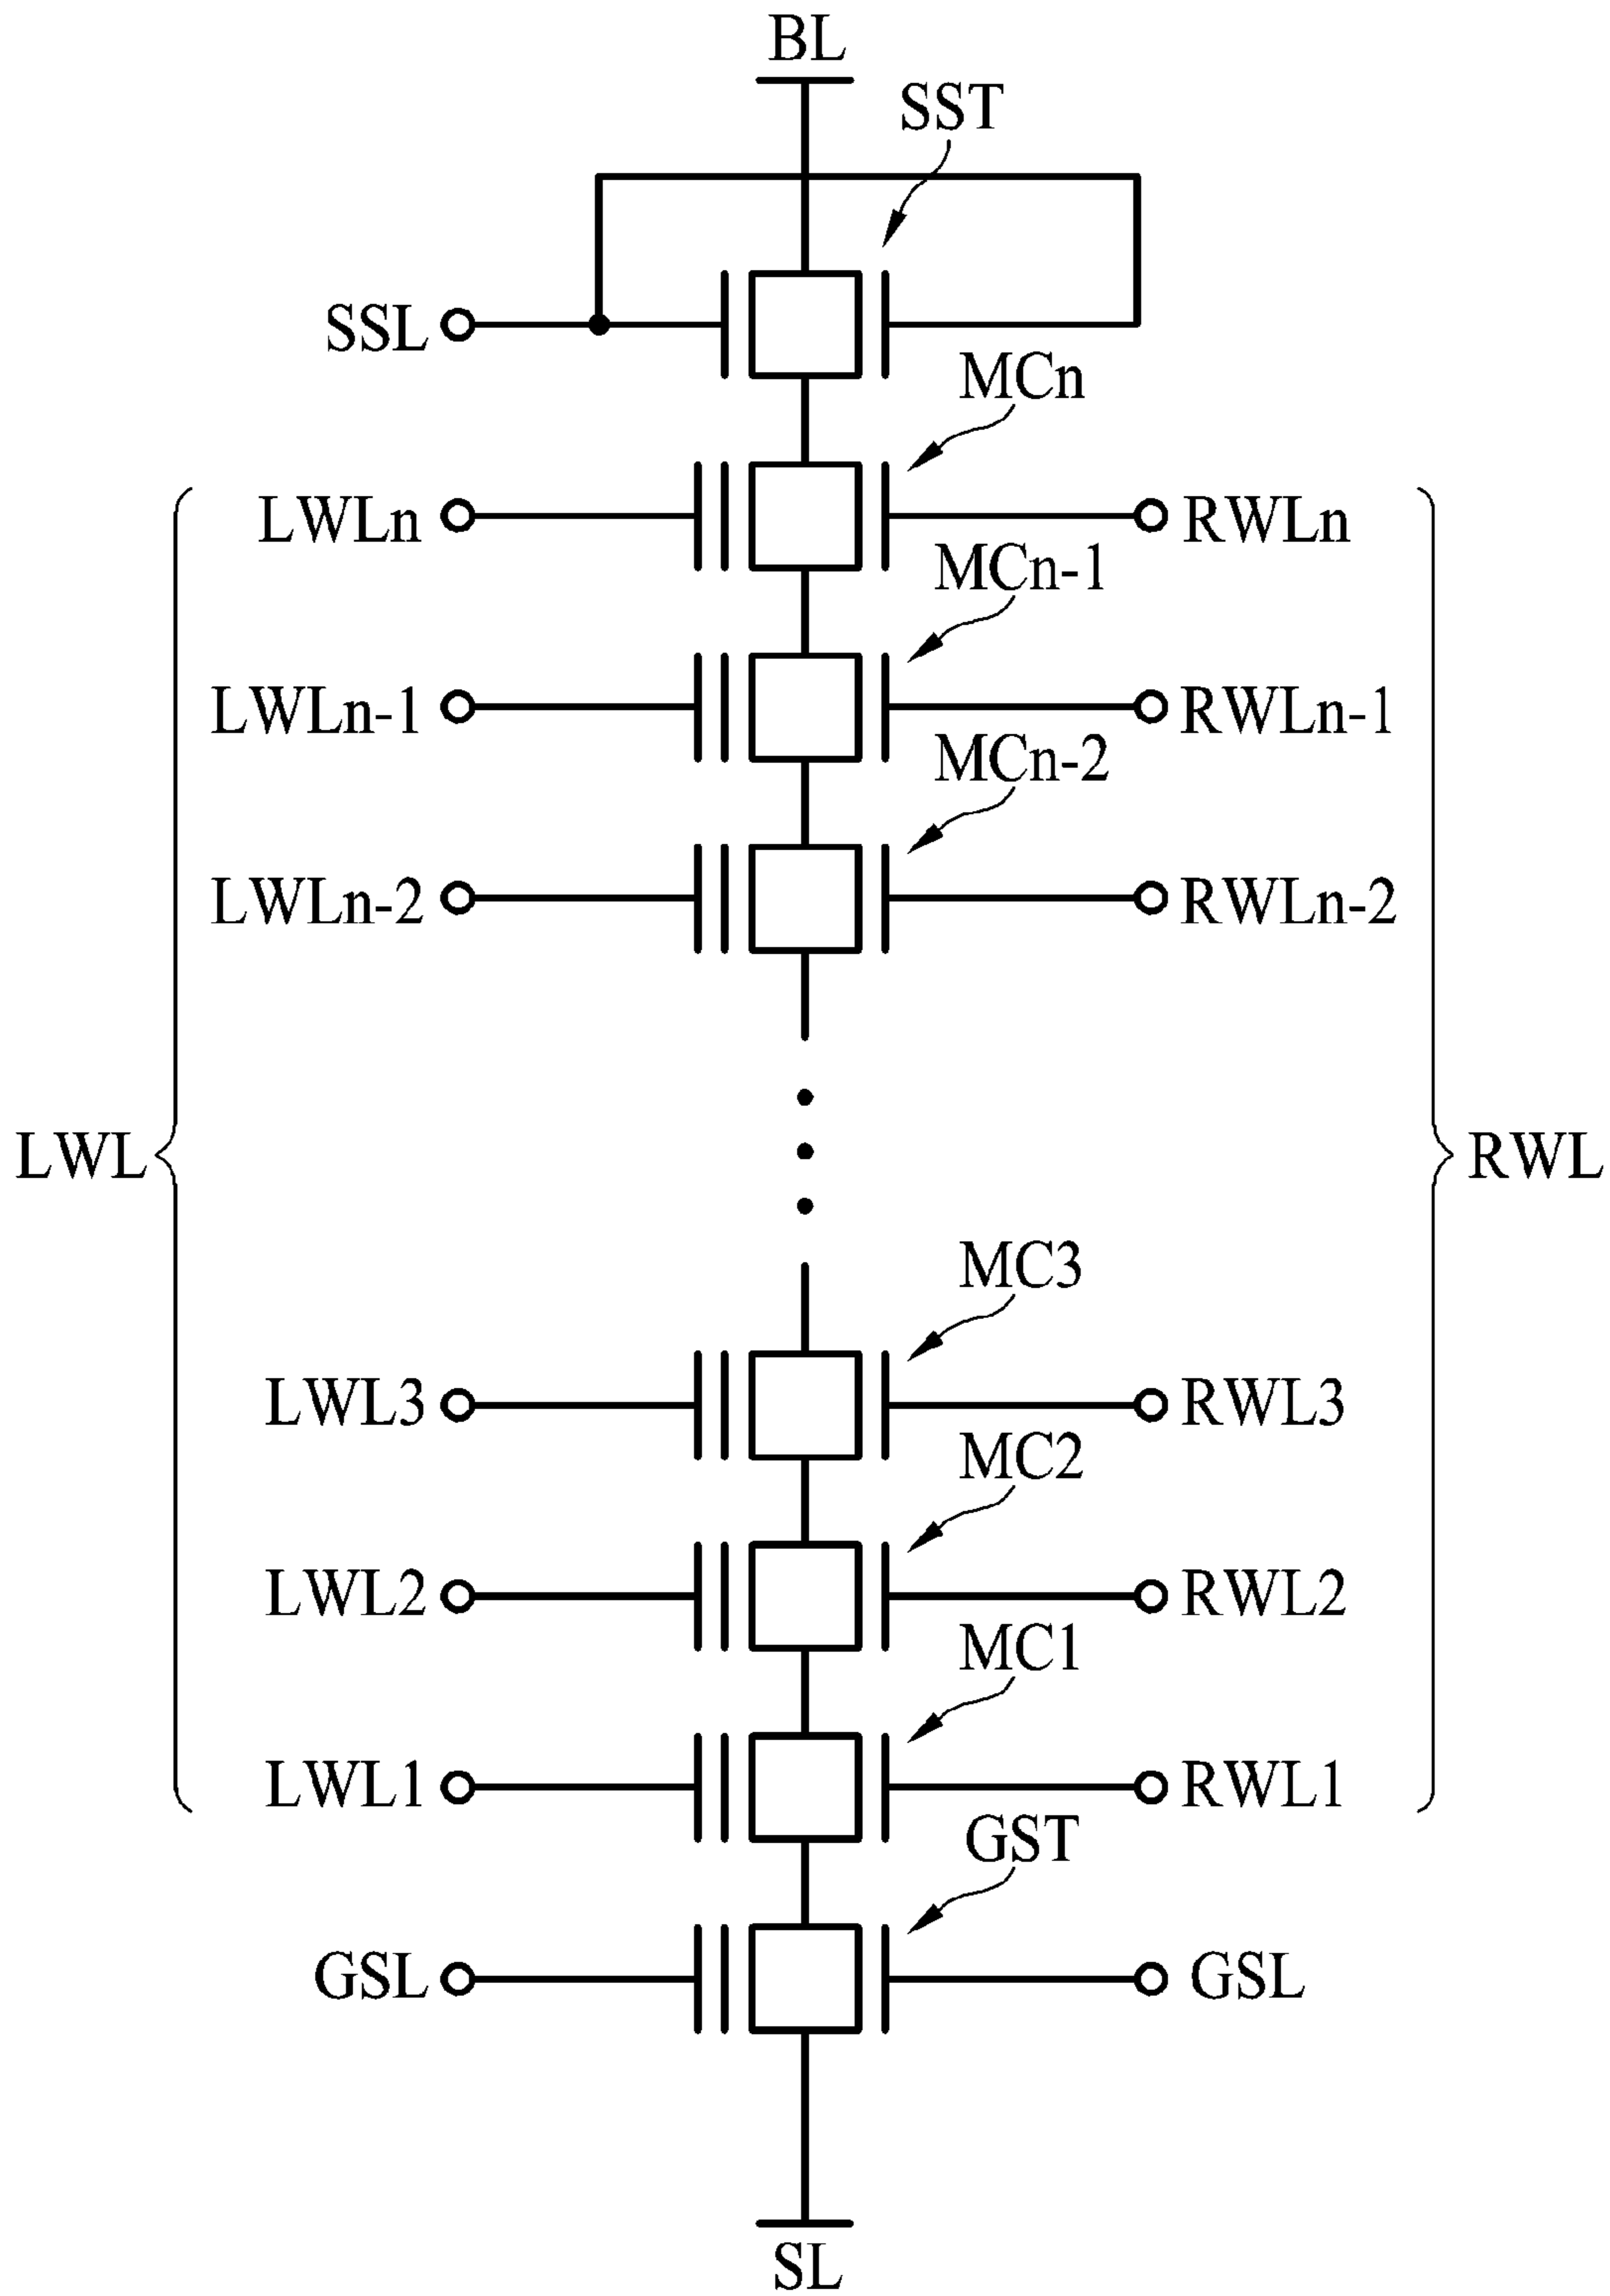 BL
SST
SSL
MCn
LWLn
RWLn
MCn-1
LWLn-1
RWLn-1
MCn-2
LWLn-2
RWLn-2
LWL
RWL
MC3
LWL3
RWL3
MC2
LWL2
RWL2
MC1
LWL1
RWL1
GST
GSL
GSL
SL